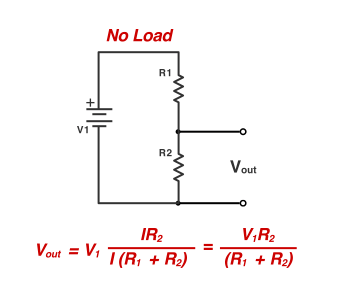 No Load
R1
+
V1
R2
Vout
Vout = V1 IR2 / I (R1 + R2) = V1R2 / (R1 + R2)